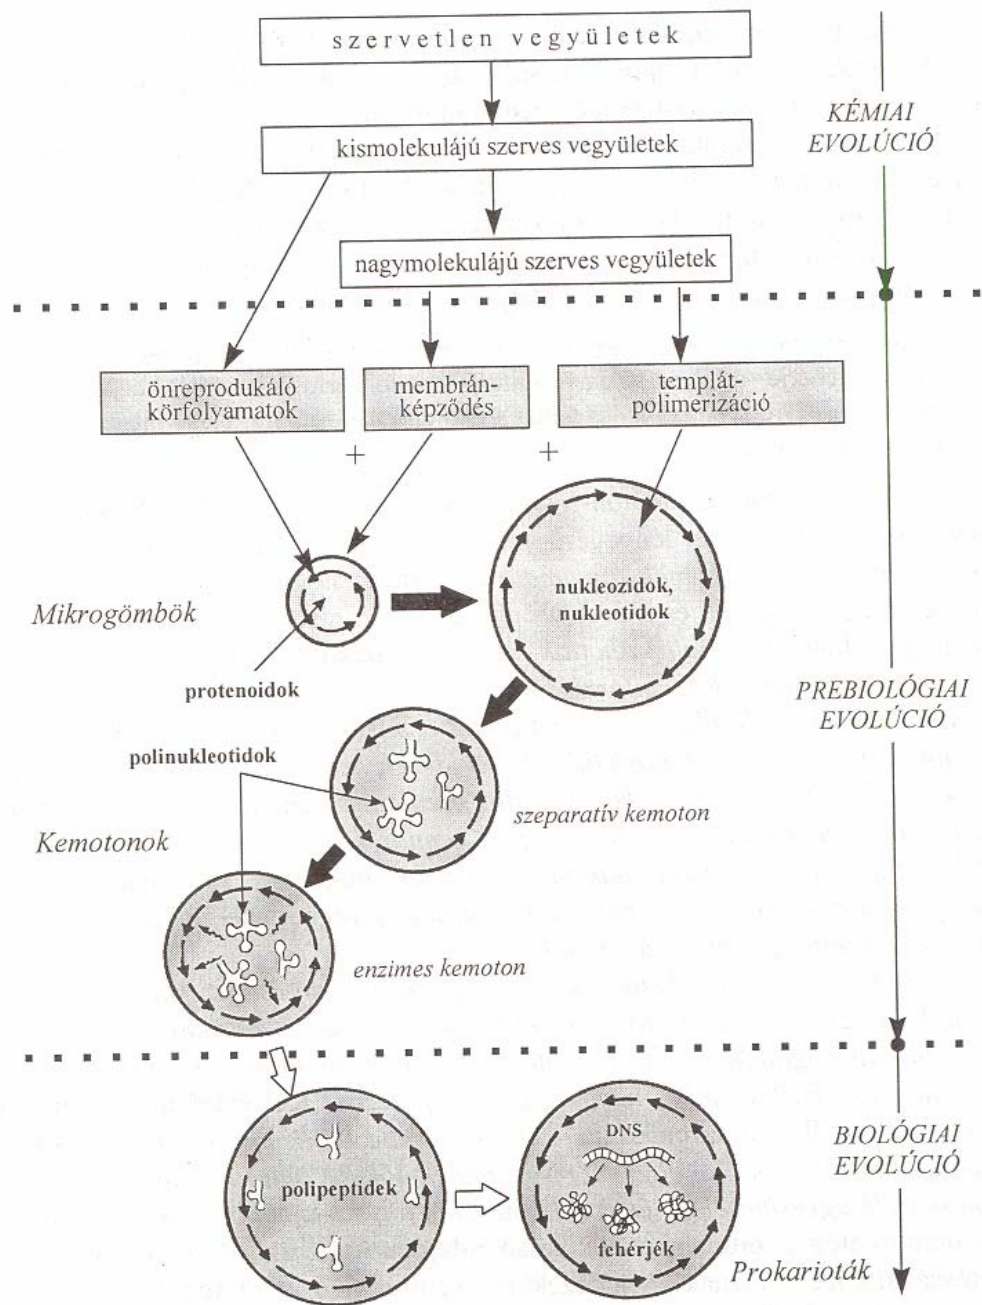 szervetlen vegyületek
KÉMIAI
EVOLÚCIÓ
kismolekulájú szerves vegyületek
nagymolekulájú szerves vegyületek
önreprodukáló
körfolyamatok
membrán-
képződés
templát-
polimerizáció
+
+
nukleozidok,
nukleotidok
Mikrogömbök
protenoidok
PREBIOLÓGIAI
EVOLÚCIÓ
polinukleotidok
szeparatív kemoton
Kemotonok
enzimes kemoton
BIOLÓGIAI
EVOLÚCIÓ
DNS
polipeptidek
fehérjék
Prokarioták